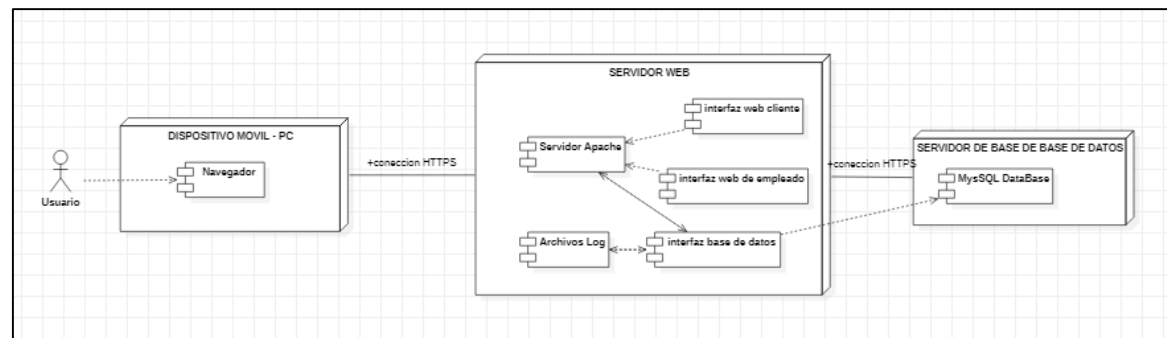 SERVIDOR WEB
interfaz web cliente
DISPOSITIVO MOVIL - PC
Servidor Apache
SERVIDOR DE BASE DE BASE DE DATOS
+coneccion HTTPS
+coneccion HTTPS
Navegador
interfaz web de empleado
MysSQL DataBase
Usuario
Archivos Log
interfaz base de datos